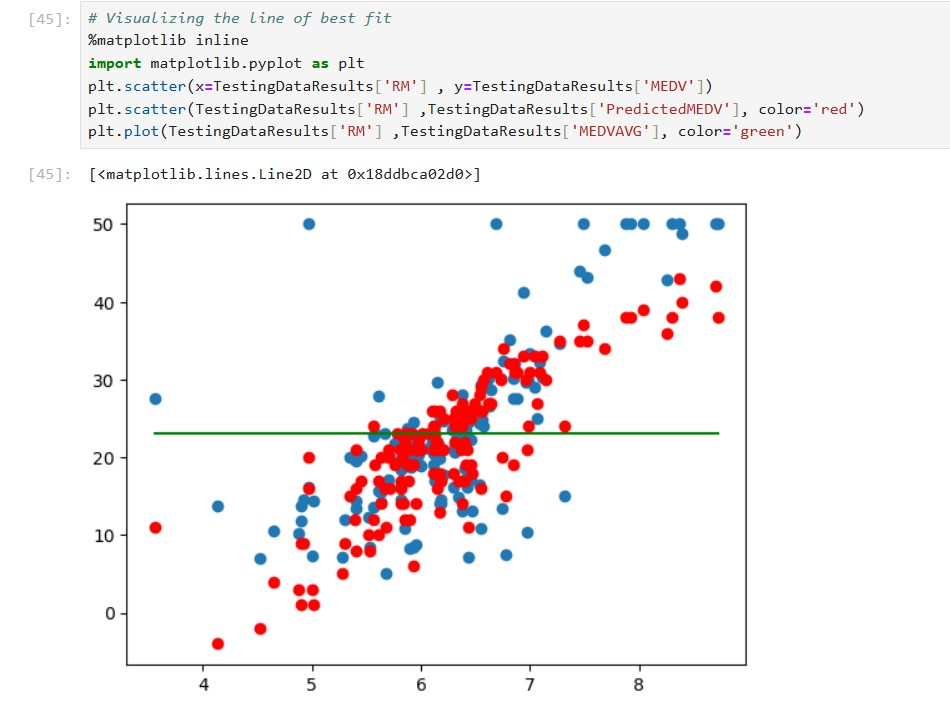 [45]: # Visualizing the line of best fit
%matplotlib inline
import matplotlib.pyplot as plt
plt.scatter(x=TestingDataResults['RM'] , y=TestingDataResults['MEDV'])
plt.scatter(TestingDataResults['RM'] ,TestingDataResults['PredictedMEDV'], color='red')
plt.plot(TestingDataResults['RM'] ,TestingDataResults['MEDVAVG'], color='green')
[45]: [<matplotlib.lines.Line2D at 0x18ddbca02d0>]
50
40
30
20
10
0
4 5 6 7 8